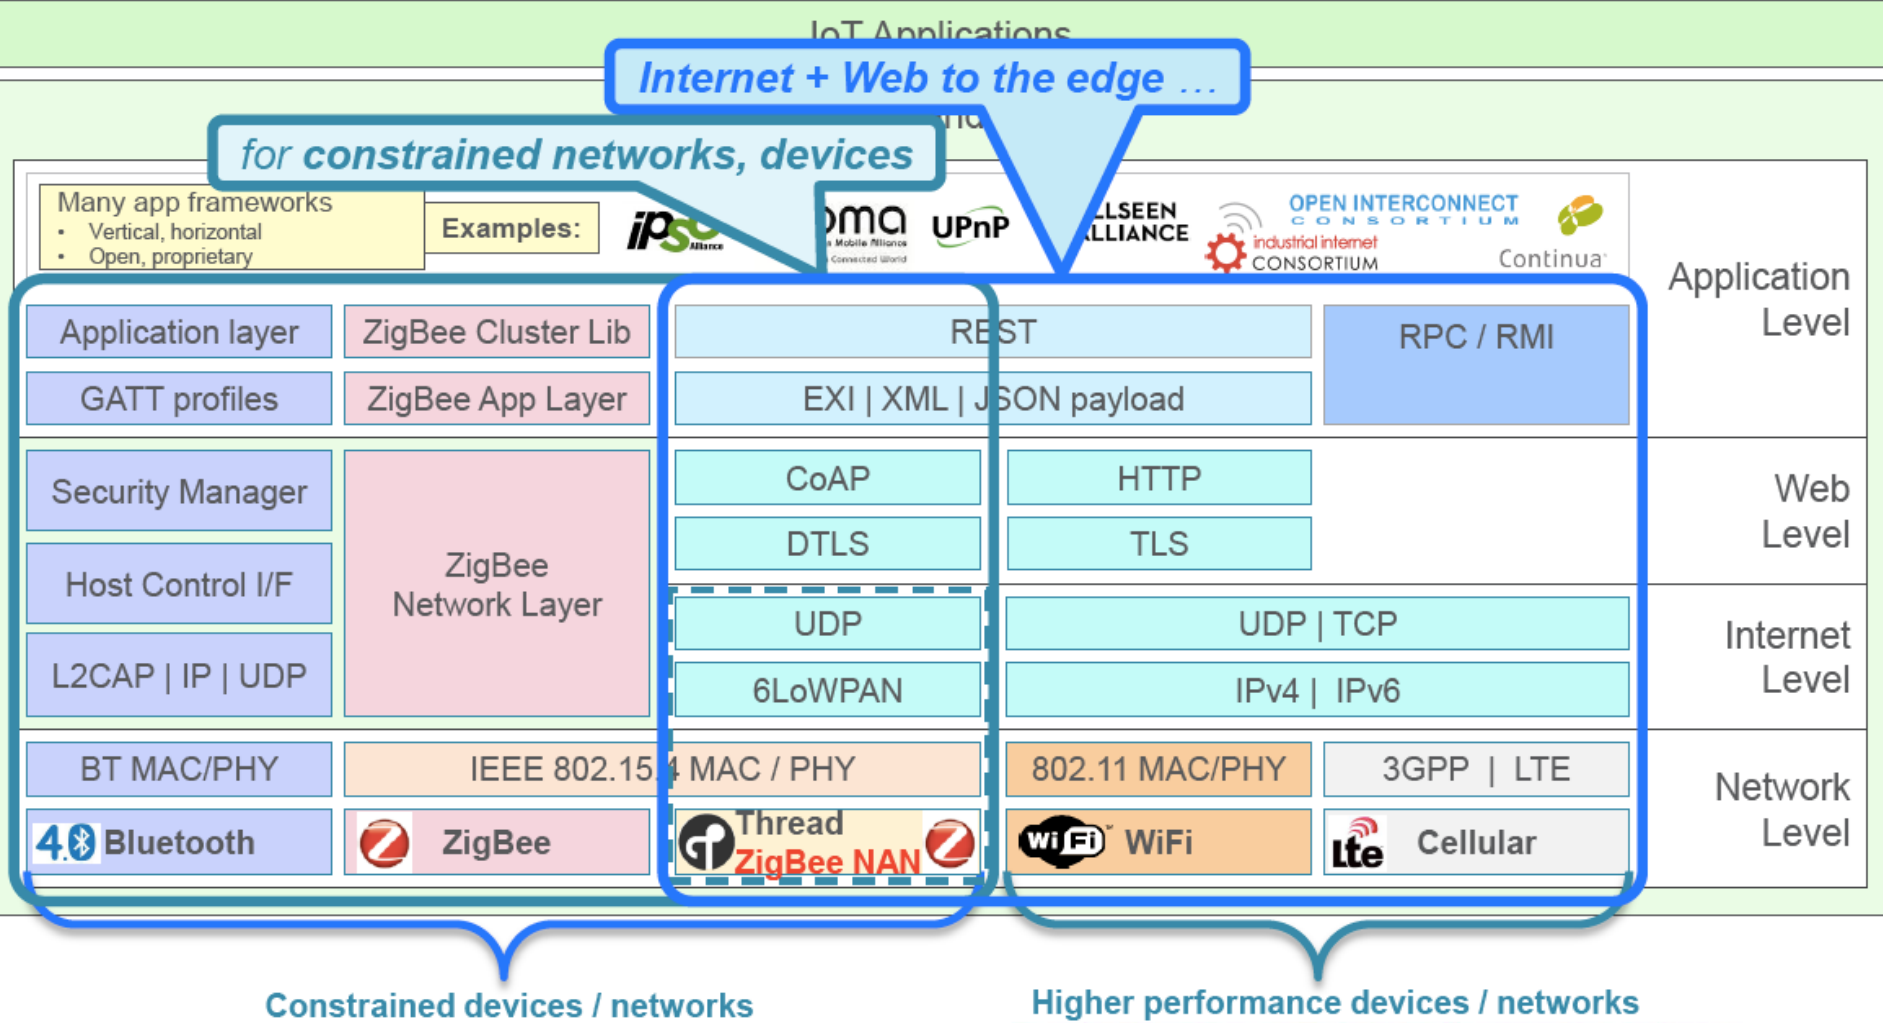 IoT Applications
Internet + Web to the edge ...
for constrained networks, devices
Many app frameworks
• Vertical, horizontal
• Open, proprietary
Examples:
Alliance
Mobile Alliance
Connected World
UPnP
OPEN INTERCONNECT
CONSORTIUM
industrial internet
CONSORTIUM
Continua
Application
Level
Application layer
ZigBee Cluster Lib
REST
RPC / RMI
GATT profiles
ZigBee App Layer
EXI | XML | JSON payload
Web
Level
Security Manager
CoAP
HTTP
DTLS
TLS
Host Control I/F
ZigBee
Network Layer
Internet
Level
UDP
UDP | TCP
L2CAP | IP | UDP
6LoWPAN
IPv4 | IPv6
Network
Level
BT MAC/PHY
IEEE 802.15.4 MAC / PHY
802.11 MAC/PHY
3GPP | LTE
4.0 Bluetooth
ZigBee
Thread
ZigBee NAN
WiFi WiFi
Lte Cellular
Constrained devices / networks
Higher performance devices / networks